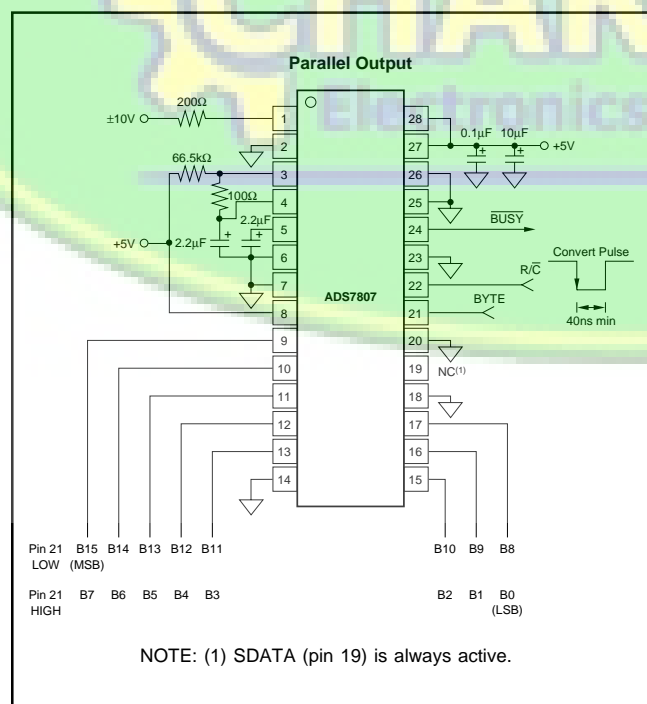 CHAN
Electronics
Parallel Output
200Ω
±10V
66.5kΩ
100Ω
2.2µF
2.2µF
+5V
1
2
3
4
5
6
7
8
9
10
11
12
13
14
ADS7807
28
27
26
25
24
23
22
21
20
19
18
17
16
15
0.1µF 10µF
+5V
BUSY
R/C
BYTE
Convert Pulse
40ns min
NC(1)
Pin 21 B15 B14 B13 B12 B11 B10 B9 B8
LOW (MSB)
Pin 21 B7 B6 B5 B4 B3 B2 B1 B0
HIGH (LSB)
NOTE: (1) SDATA (pin 19) is always active.